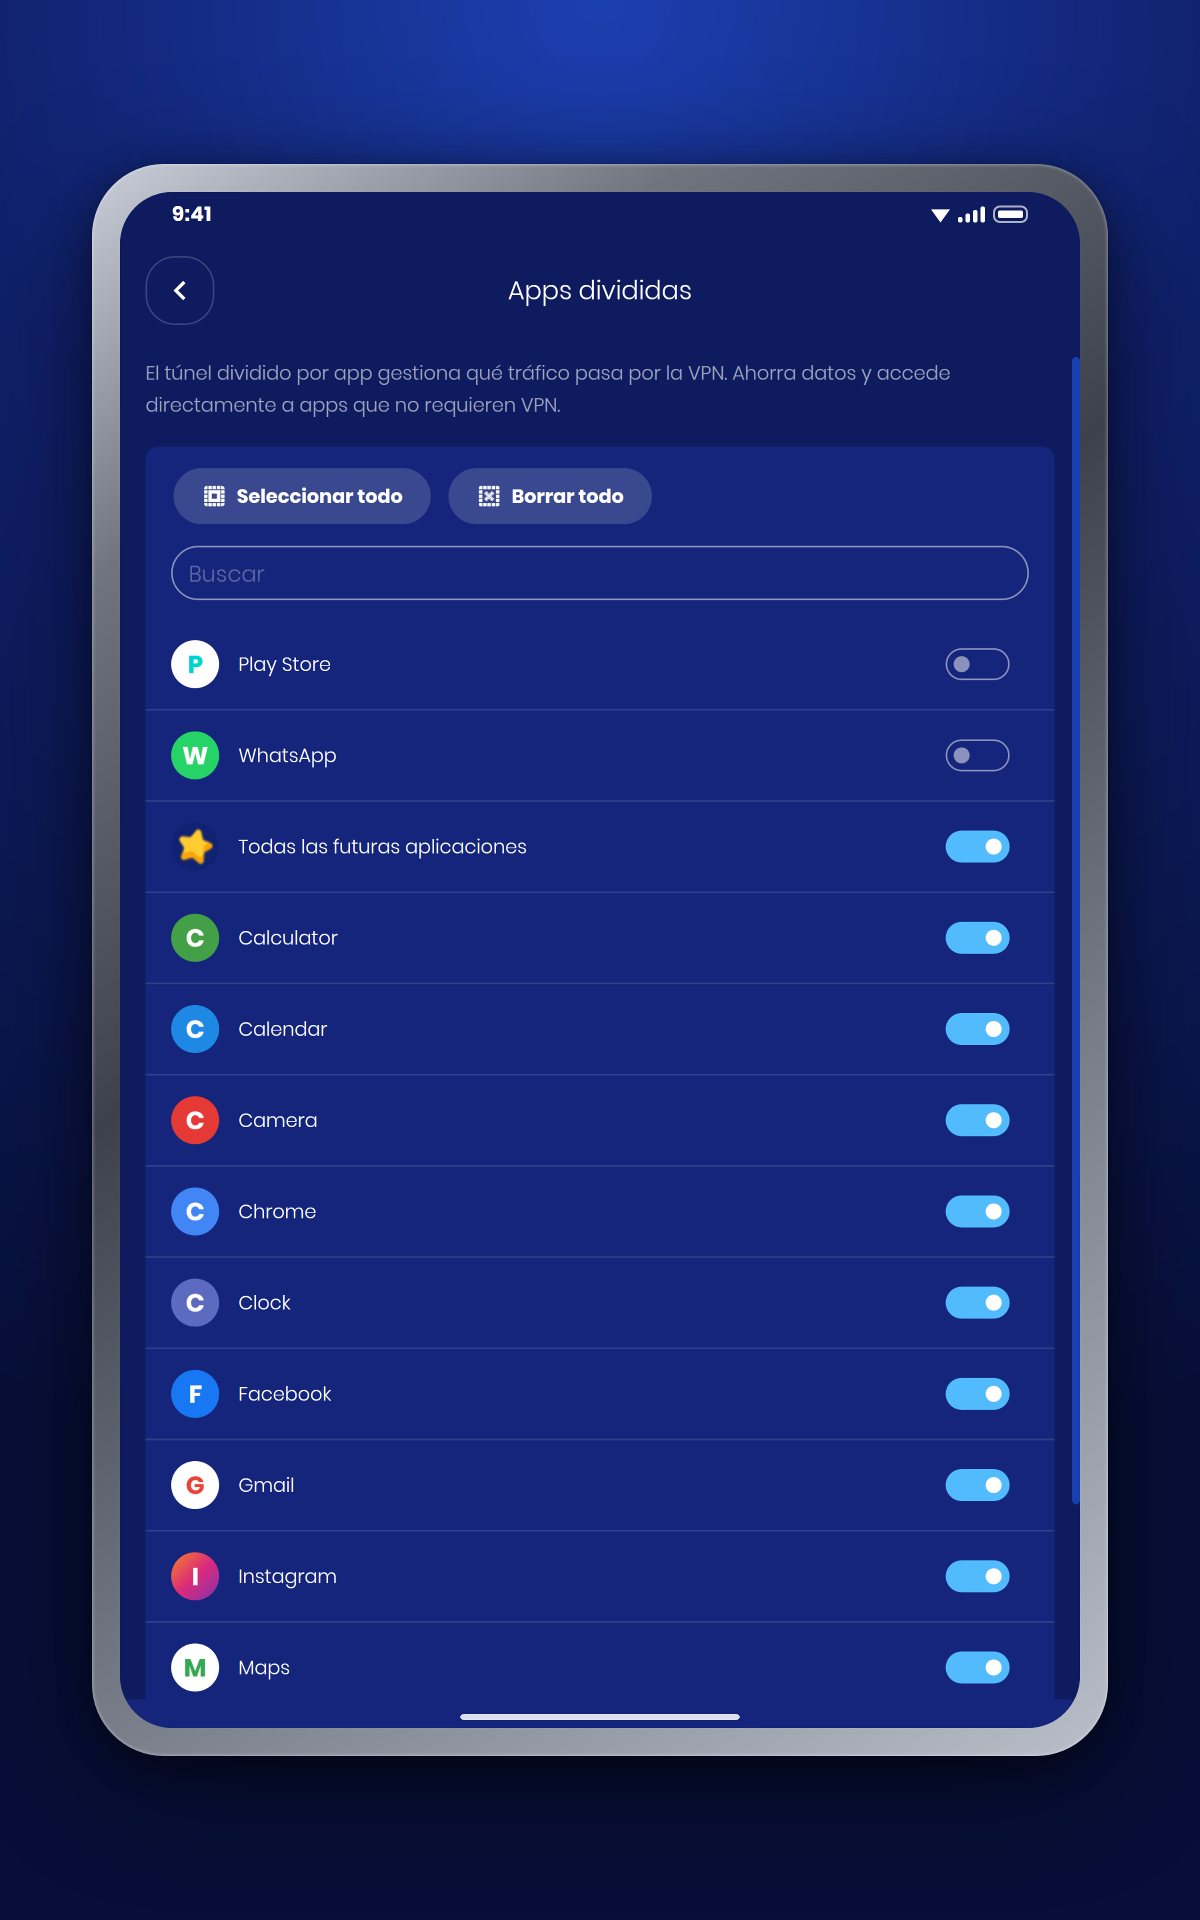 9:41
Apps divididas
El túnel dividido por app gestiona qué tráfico pasa por la VPN. Ahorra datos y accede
directamente a apps que no requieren VPN.
Seleccionar todo
Borrar todo
Buscar
P
Play Store
W
WhatsApp
Todas las futuras aplicaciones
C
Calculator
C
Calendar
C
Camera
C
Chrome
C
Clock
F
Facebook
G
Gmail
I
Instagram
M
Maps